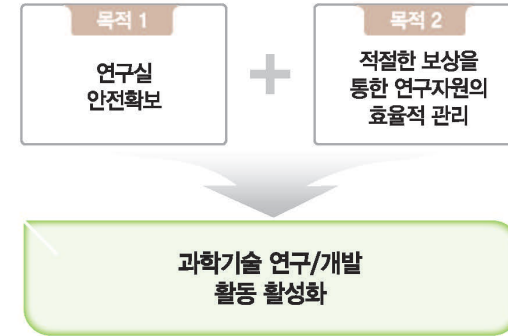 목적 1
연구실
안전확보
+
목적 2
적절한 보상을
통한 연구자원의
효율적 관리
과학기술 연구/개발
활동 활성화